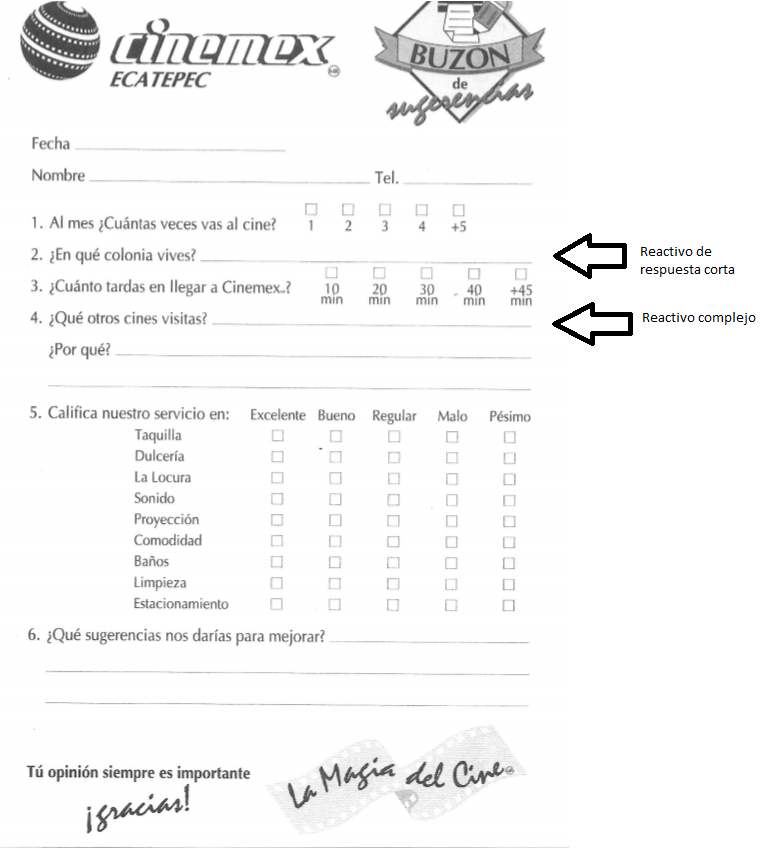 cinemex
ECATEPEC
BUZON
de
sugerencias
Fecha
Nombre Tel.
1. Al mes ¿Cuántas veces vas al cine? 1 2 3 4 +5
2. ¿En qué colonia vives?
Reactivo de
respuesta corta
3. ¿Cuánto tardas en llegar a Cinemex..? 10 min 20 min 30 min 40 min +45 min
4. ¿Qué otros cines visitas?
Reactivo complejo
¿Por qué?
5. Califica nuestro servicio en: Excelente Bueno Regular Malo Pésimo
Taquilla
Dulcería
La Locura
Sonido
Proyección
Comodidad
Baños
Limpieza
Estacionamiento
6. ¿Qué sugerencias nos darías para mejorar?
Tú opinión siempre es importante
¡gracias!
La Magia del Cine